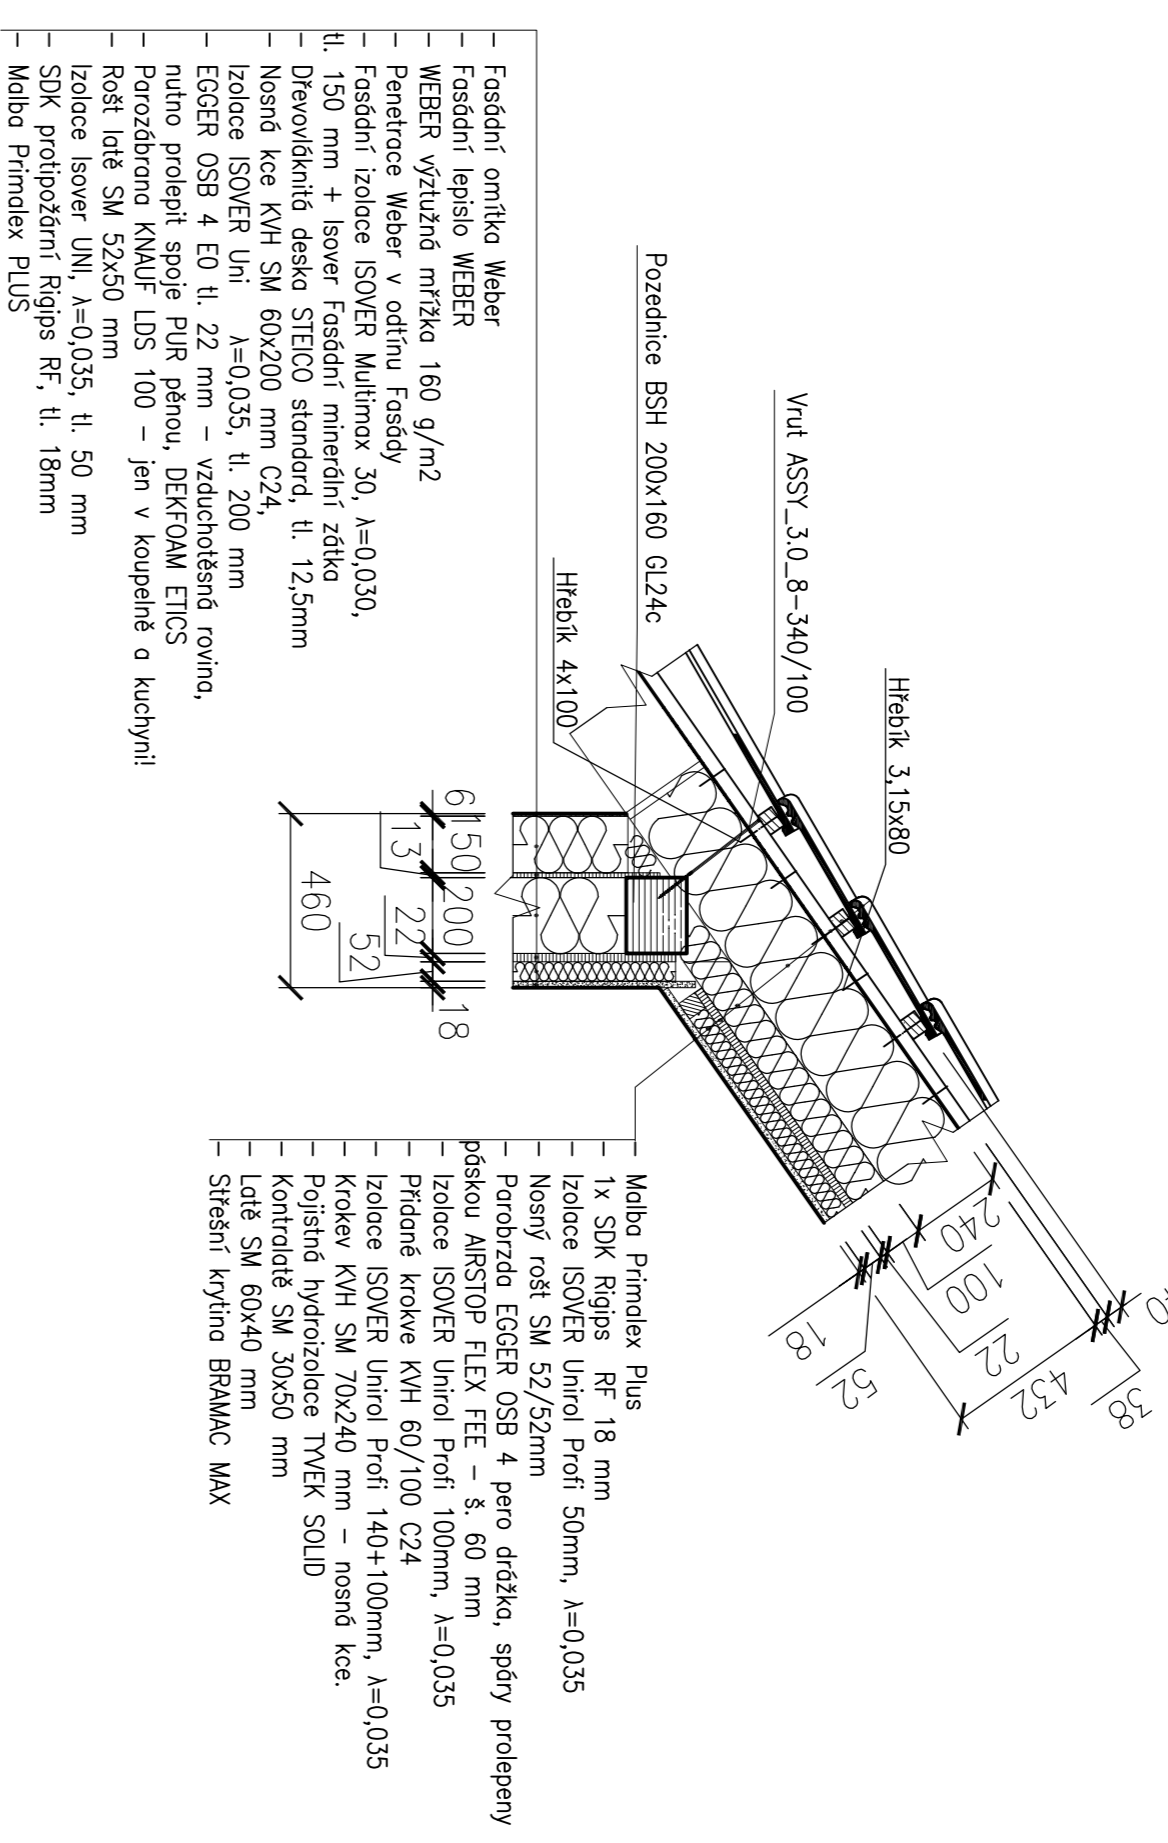 Hřebík 3,15x80
Vrut ASSY_3.0_8-340/100
Pozednice BSH 200x160 GL24c
Hřebík 4x100
- Fasádní omítka Weber
- Fasádní lepislo WEBER
- WEBER výztužná mřížka 160 g/m2
- Penetrace Weber v odtínu Fasády
- Fasádní izolace ISOVER Multimax 30, λ=0,030,
tl. 150 mm + Isover Fasádní minerální zátka
- Dřevovláknitá deska STEICO standard, tl. 12,5mm
- Nosná kce KVH SM 60x200 mm C24,
Izolace ISOVER Uni λ=0,035, tl. 200 mm
- EGGER OSB 4 E0 tl. 22 mm - vzduchotěsná rovina,
nutno prolepit spoje PUR pěnou, DEKFOAM ETICS
- Parozábrana KNAUF LDS 100 - jen v koupelně a kuchyni!
- Rošt latě SM 52x50 mm
Izolace Isover UNI, λ=0,035, tl. 50 mm
- SDK protipožární Rigips RF, tl. 18mm
- Malba Primalex PLUS
6
150
200
18
13
22
52
460
240
100
22
52
18
432
38
- Malba Primalex Plus
- 1x SDK Rigips RF 18 mm
- Izolace ISOVER Unirol Profi 50mm, λ=0,035
- Nosný rošt SM 52/52mm
- Parobrzda EGGER OSB 4 pero drážka, spáry prolepeny
páskou AIRSTOP FLEX FEE - š. 60 mm
- Izolace ISOVER Unirol Profi 100mm, λ=0,035
- Přidané krokve KVH 60/100 C24
- Izolace ISOVER Unirol Profi 140+100mm, λ=0,035
- Krokev KVH SM 70x240 mm - nosná kce.
- Pojistná hydroizolace TYVEK SOLID
- Kontralatě SM 30x50 mm
- Latě SM 60x40 mm
- Střešní krytina BRAMAC MAX